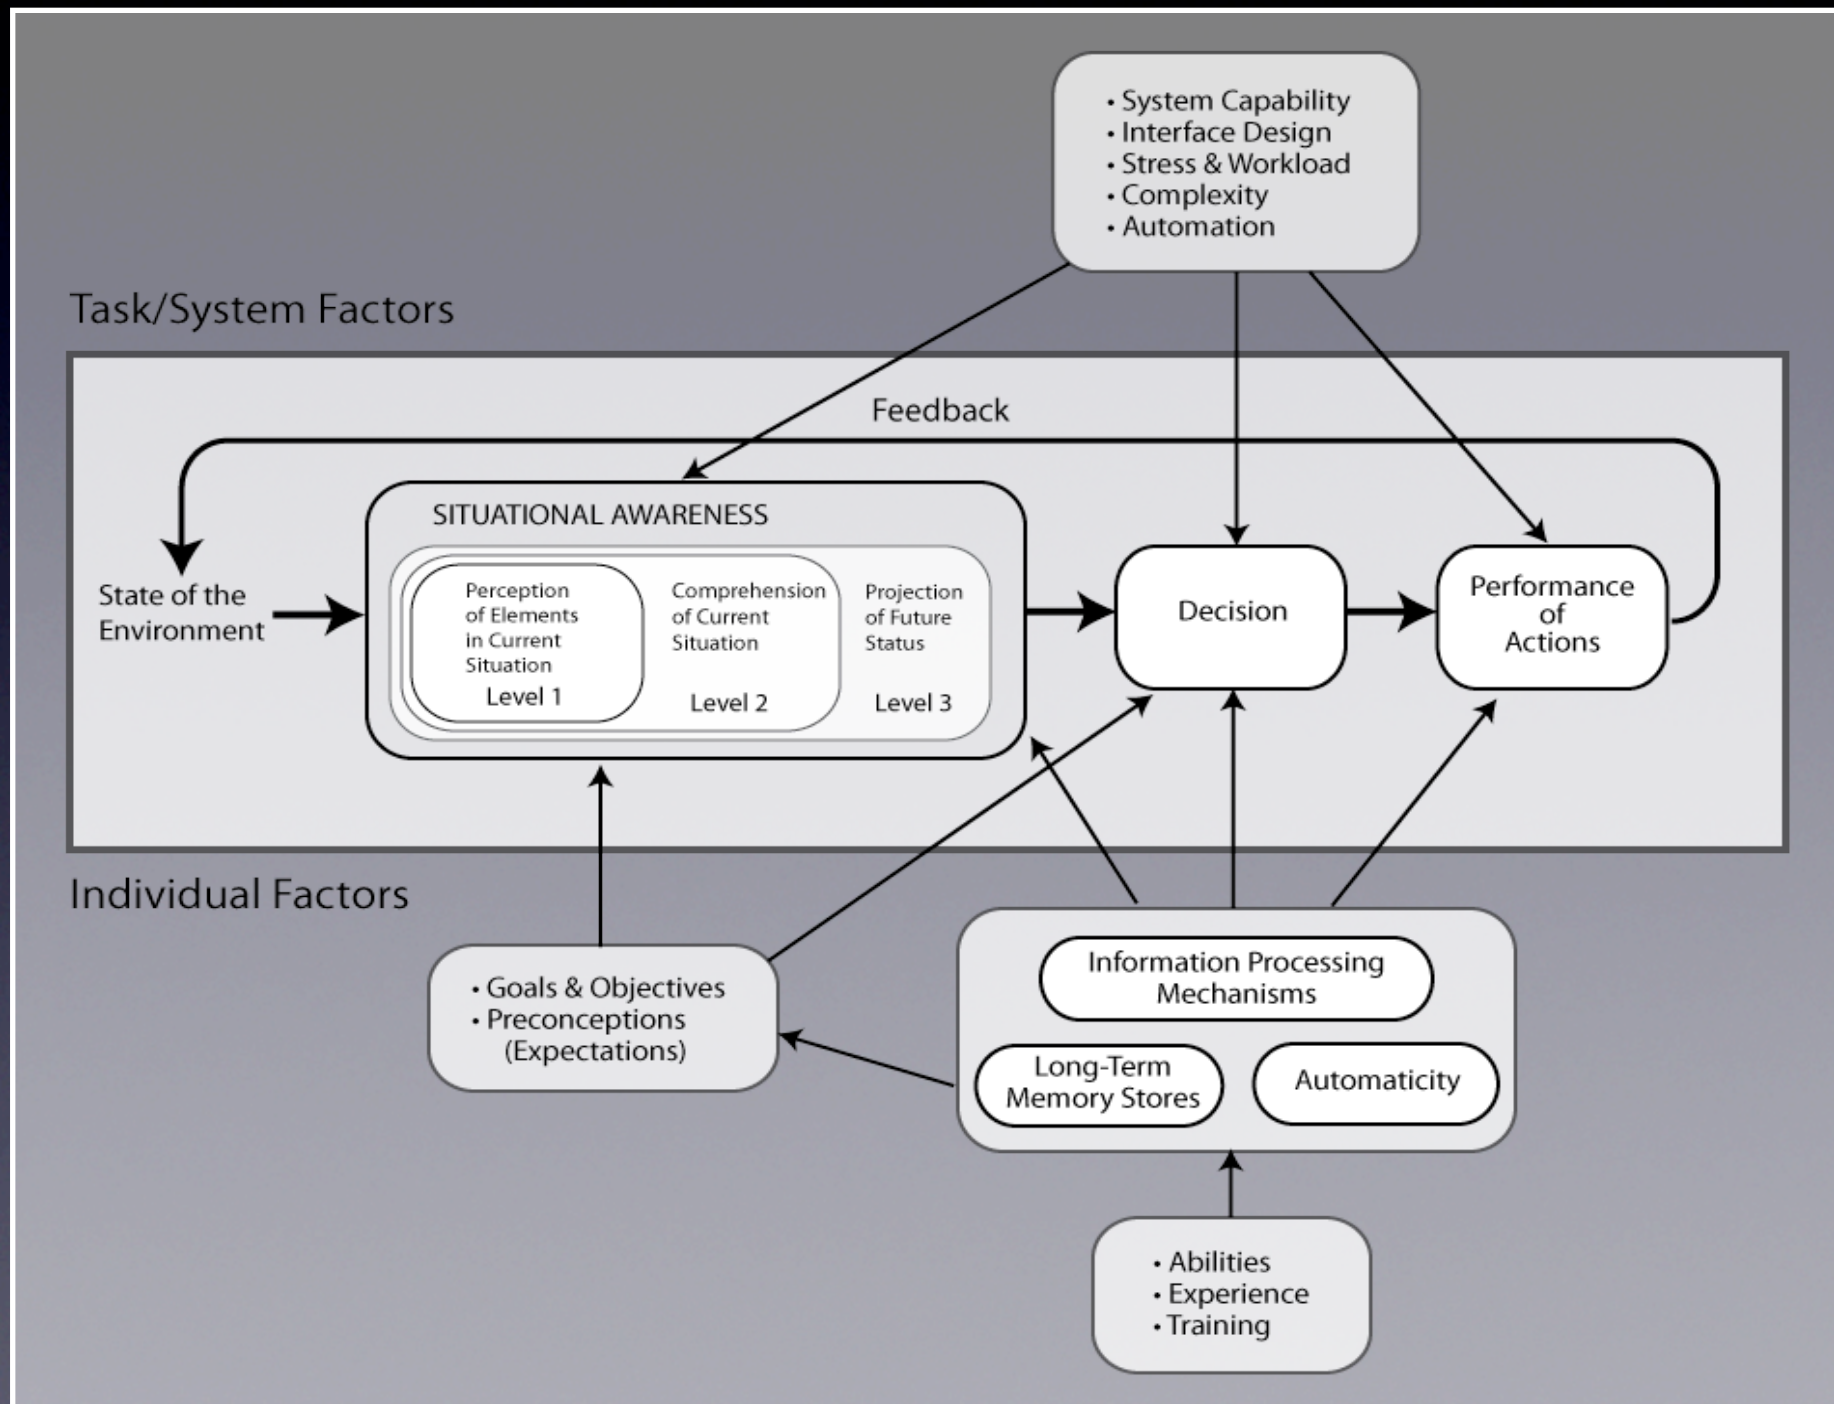 • System Capability
• Interface Design
• Stress & Workload
• Complexity
• Automation
Task/System Factors
Feedback
SITUATIONAL AWARENESS
State of the
Environment
Perception
of Elements
in Current
Situation
Level 1
Comprehension
of Current
Situation
Level 2
Projection
of Future
Status
Level 3
Decision
Performance
of
Actions
Individual Factors
• Goals & Objectives
• Preconceptions
(Expectations)
Information Processing
Mechanisms
Long-Term
Memory Stores
Automaticity
• Abilities
• Experience
• Training